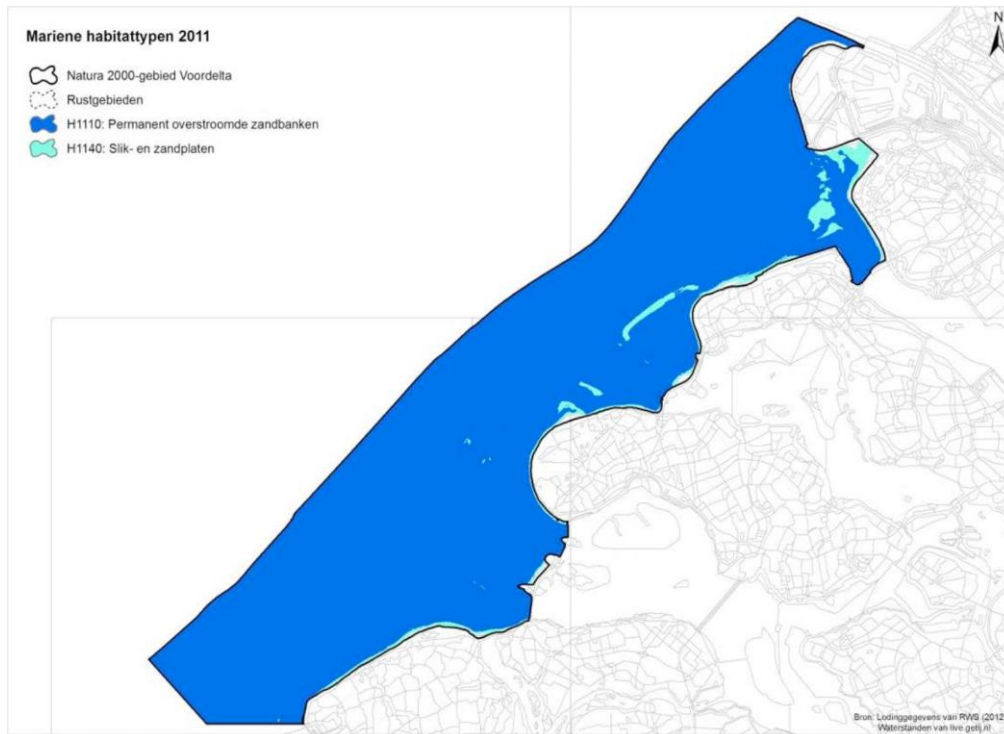 Mariene habitattypen 2011
N
Natura 2000-gebied Voordelta
Rustgebieden
H1110: Permanent overstroomde zandbanken
H1140: Slik- en zandplaten
Bron: Lodinggegevens van RWS (2012
Waterstanden van live.getij.nl